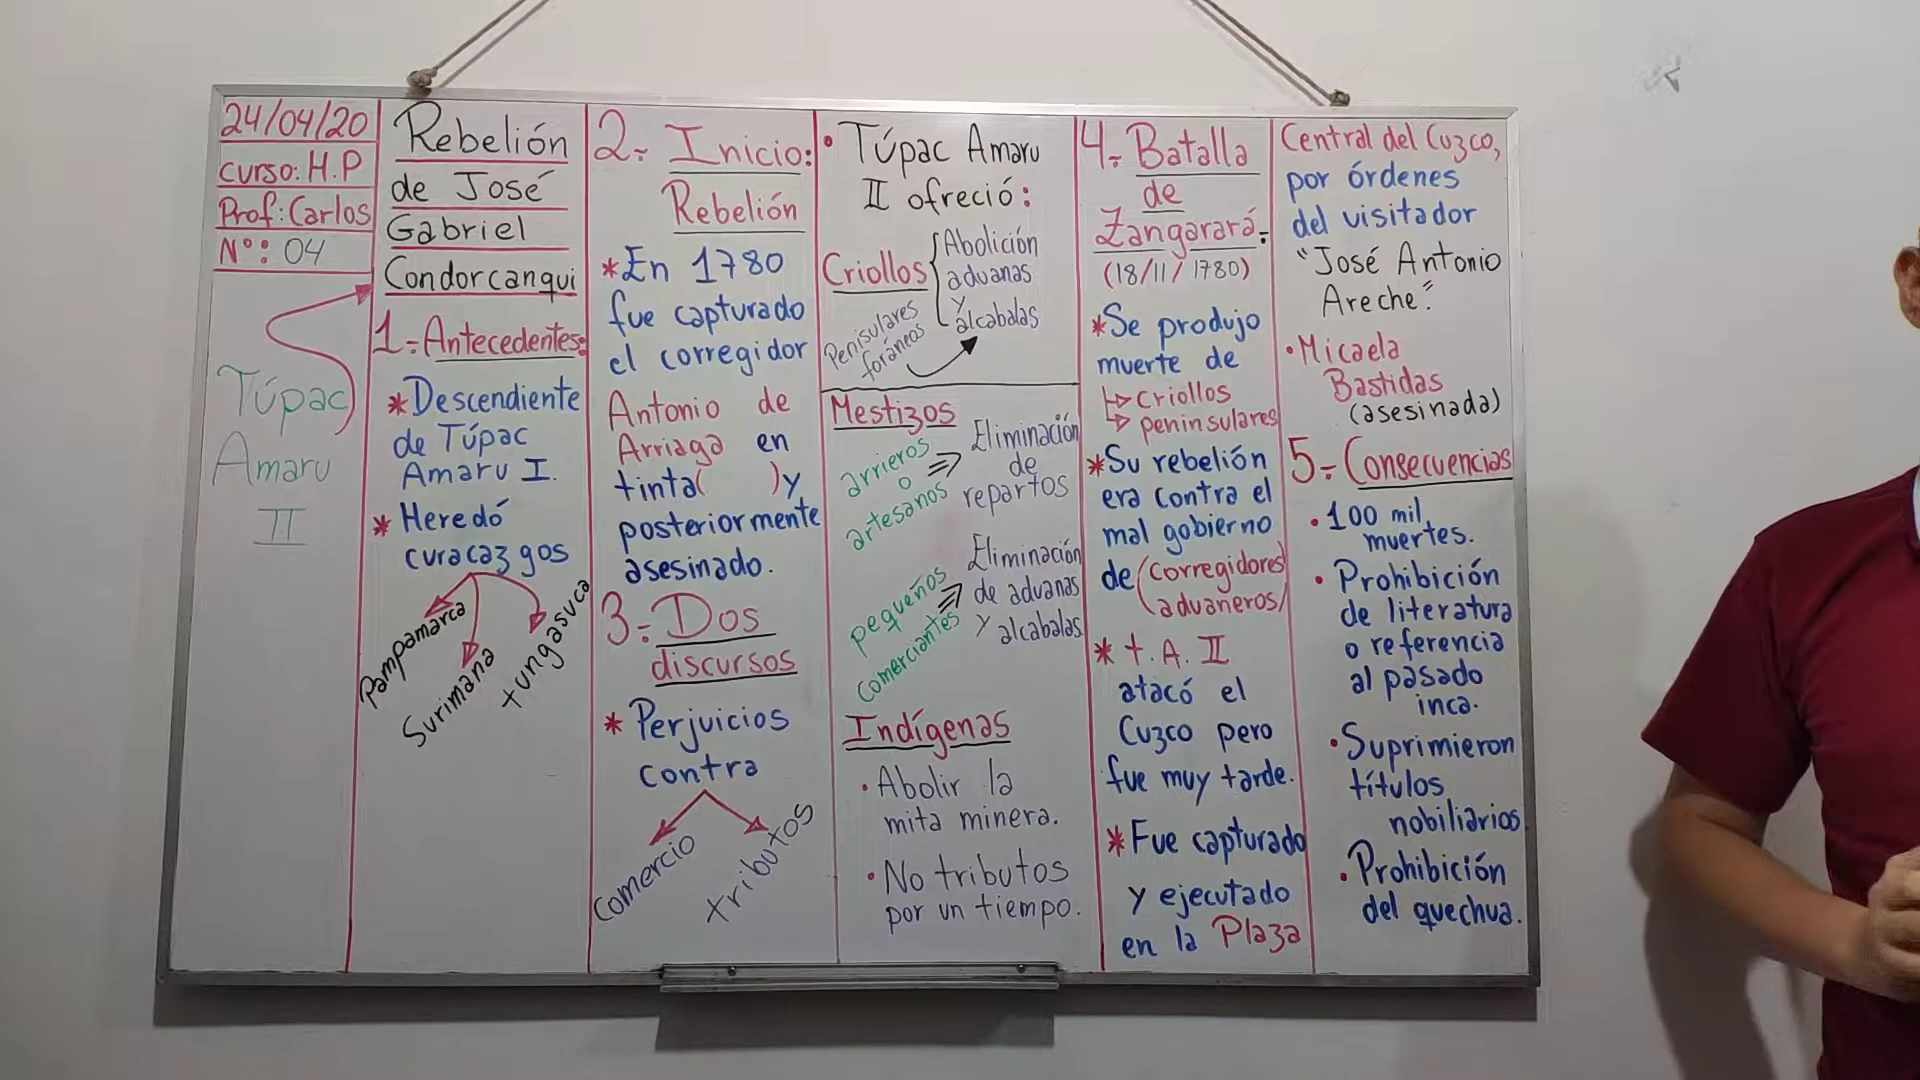 24/04/20
curso: H.P
Prof: Carlos
N°: 04
Túpac
Amaru
II
Rebelión
de José
Gabriel
Condorcanqui
1.- Antecedentes:
* Descendiente
de Túpac
Amaru I.
* Heredó
curacazgos
Pampamarca
Surimana
tungasuca
2.- Inicio:
Rebelión
* En 1780
fue capturado
el corregidor
Antonio de
Arriaga en
tinta( ) y
posteriormente
asesinado.
3.- Dos
discursos
* Perjuicios
contra
Comercio
tributos
• Túpac Amaru
II ofreció:
Criollos
Abolición
aduanas
y
alcabalas
Penisulares
foráneos
Mestizos
arrieros
o
artesanos
Eliminación
de
repartos
pequeños
comerciantes
Eliminación
de aduanas
y alcabalas
Indígenas
• Abolir la
mita minera.
• No tributos
por un tiempo.
4.- Batalla
de
Zangarará:
(18/11/1780)
* Se produjo
muerte de
criollos
peninsulares
* Su rebelión
era contra el
mal gobierno
de (corregidores
aduaneros)
* t.A. II
atacó el
Cuzco pero
fue muy tarde.
* Fue capturado
y ejecutado
en la Plaza
Central del Cuzco,
por órdenes
del visitador
"José Antonio
Areche".
• Micaela
Bastidas
(asesinada)
5.- Consecuencias
• 100 mil
muertes.
• Prohibición
de literatura
o referencia
al pasado
inca.
• Suprimieron
títulos
nobiliarios.
• Prohibición
del quechua.